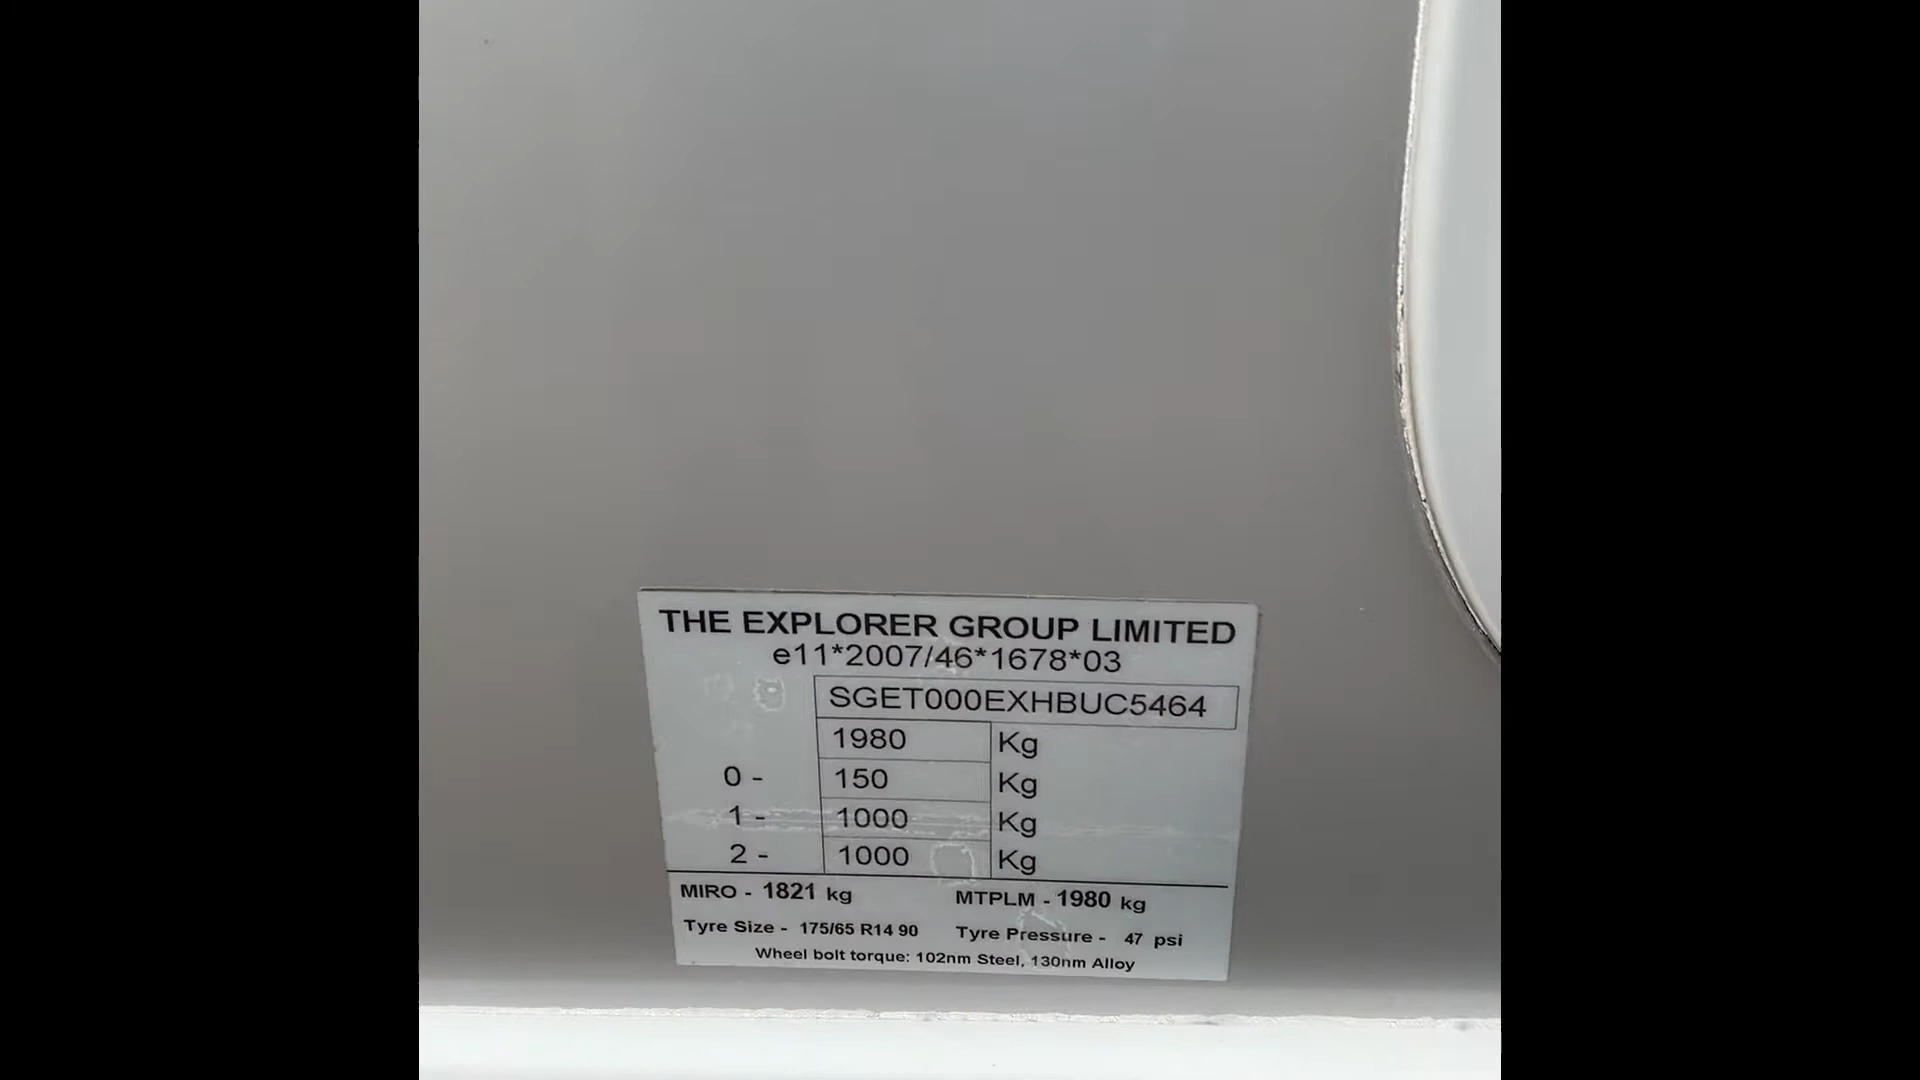 THE EXPLORER GROUP LIMITED
e11*2007/46*1678*03
SGET000EXHBUC5464
1980 Kg
0 - 150 Kg
1 - 1000 Kg
2 - 1000 Kg
MIRO - 1821 kg MTPLM - 1980 kg
Tyre Size - 175/65 R14 90 Tyre Pressure - 47 psi
Wheel bolt torque: 102nm Steel, 130nm Alloy